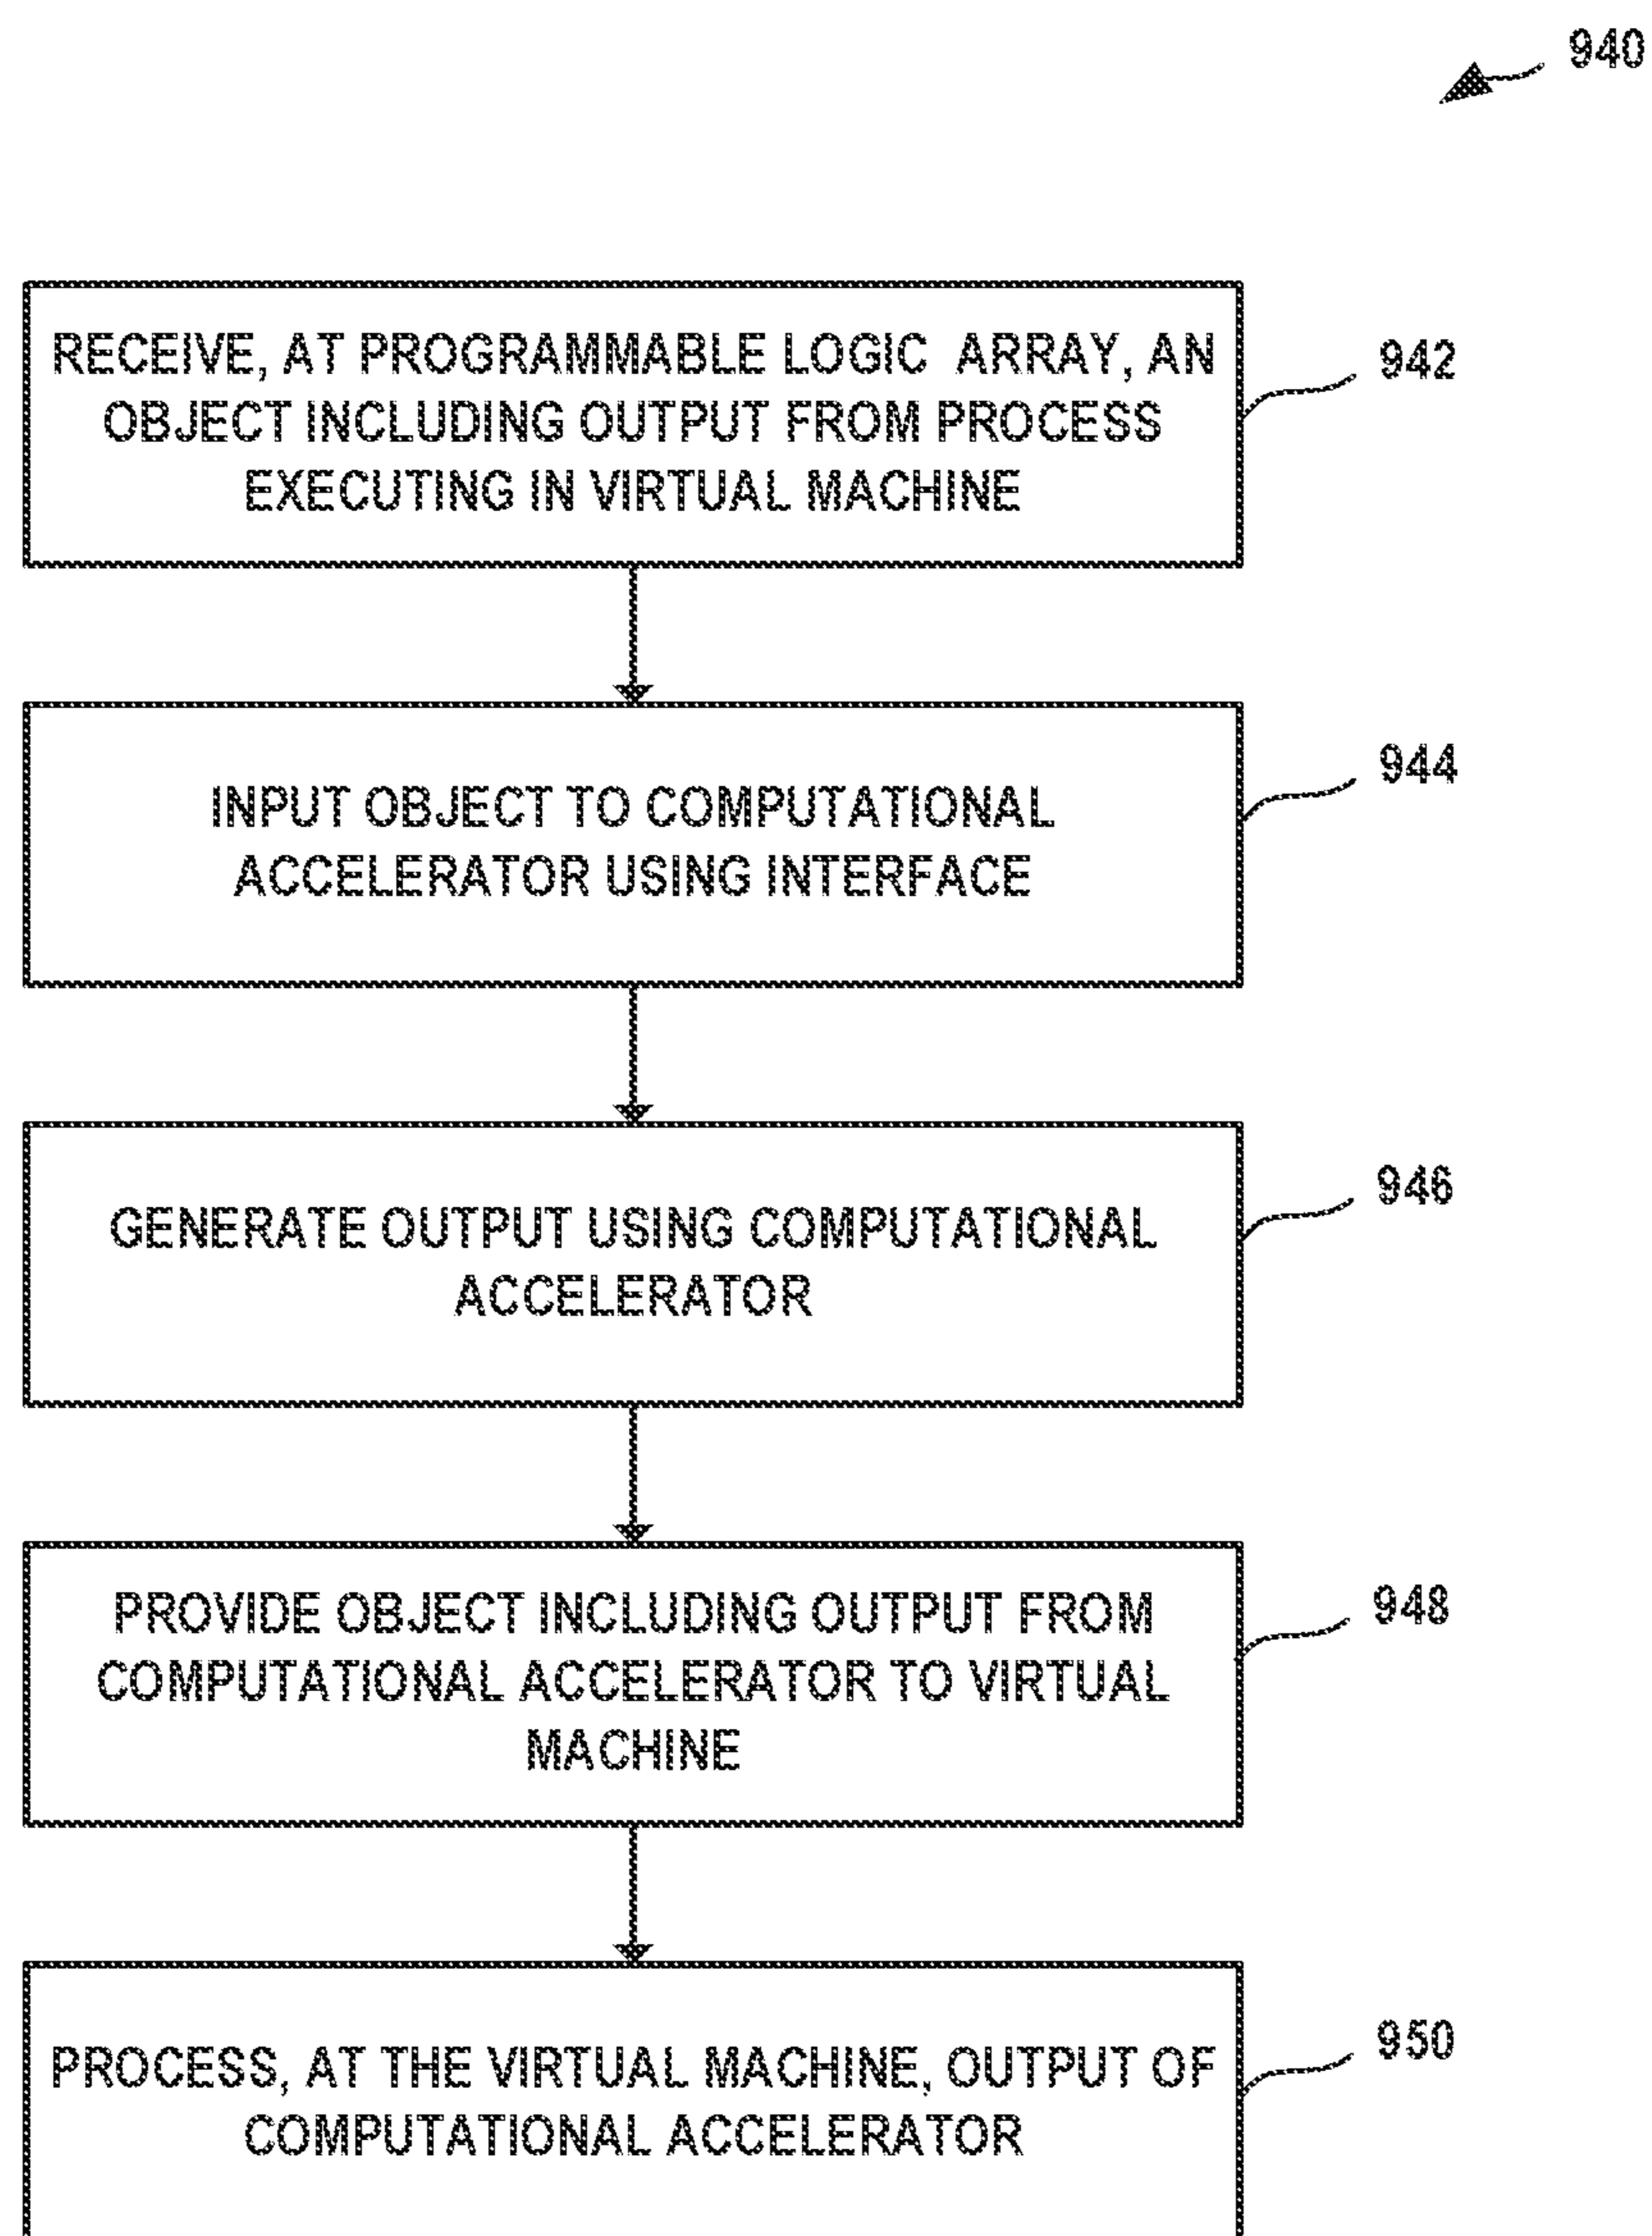 940
RECEIVE, AT PROGRAMMABLE LOGIC ARRAY, AN
OBJECT INCLUDING OUTPUT FROM PROCESS
EXECUTING IN VIRTUAL MACHINE
942
INPUT OBJECT TO COMPUTATIONAL
ACCELERATOR USING INTERFACE
944
GENERATE OUTPUT USING COMPUTATIONAL
ACCELERATOR
946
PROVIDE OBJECT INCLUDING OUTPUT FROM
COMPUTATIONAL ACCELERATOR TO VIRTUAL
MACHINE
948
PROCESS, AT THE VIRTUAL MACHINE, OUTPUT OF
COMPUTATIONAL ACCELERATOR
950